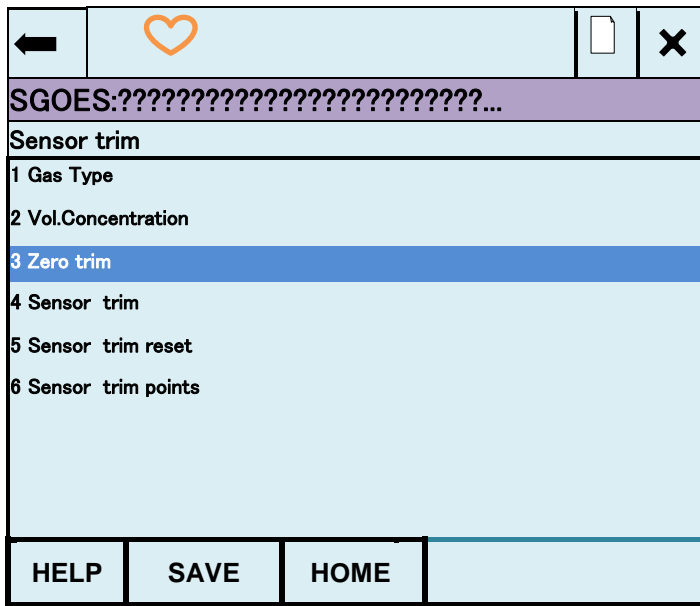 SGOES:?????????????????????????...
Sensor trim
1 Gas Type
2 Vol.Concentration
3 Zero trim
4 Sensor trim
5 Sensor trim reset
6 Sensor trim points
HELP SAVE HOME